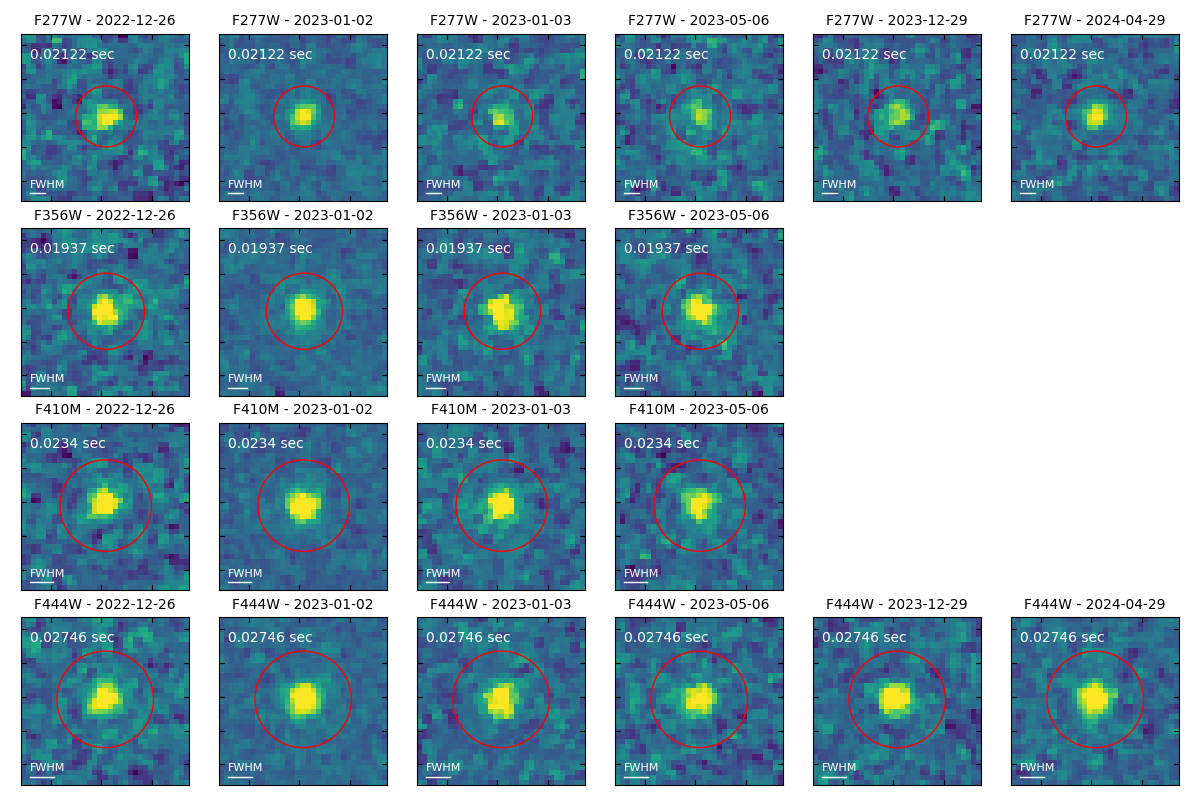 F277W - 2022-12-26
F277W - 2023-01-02
F277W - 2023-01-03
F277W - 2023-05-06
F277W - 2023-12-29
F277W - 2024-04-29
0.02122 sec
0.02122 sec
0.02122 sec
0.02122 sec
0.02122 sec
0.02122 sec
FWHM
FWHM
FWHM
FWHM
FWHM
FWHM
F356W - 2022-12-26
F356W - 2023-01-02
F356W - 2023-01-03
F356W - 2023-05-06
0.01937 sec
0.01937 sec
0.01937 sec
0.01937 sec
FWHM
FWHM
FWHM
FWHM
F410M - 2022-12-26
F410M - 2023-01-02
F410M - 2023-01-03
F410M - 2023-05-06
0.0234 sec
0.0234 sec
0.0234 sec
0.0234 sec
FWHM
FWHM
FWHM
FWHM
F444W - 2022-12-26
F444W - 2023-01-02
F444W - 2023-01-03
F444W - 2023-05-06
F444W - 2023-12-29
F444W - 2024-04-29
0.02746 sec
0.02746 sec
0.02746 sec
0.02746 sec
0.02746 sec
0.02746 sec
FWHM
FWHM
FWHM
FWHM
FWHM
FWHM